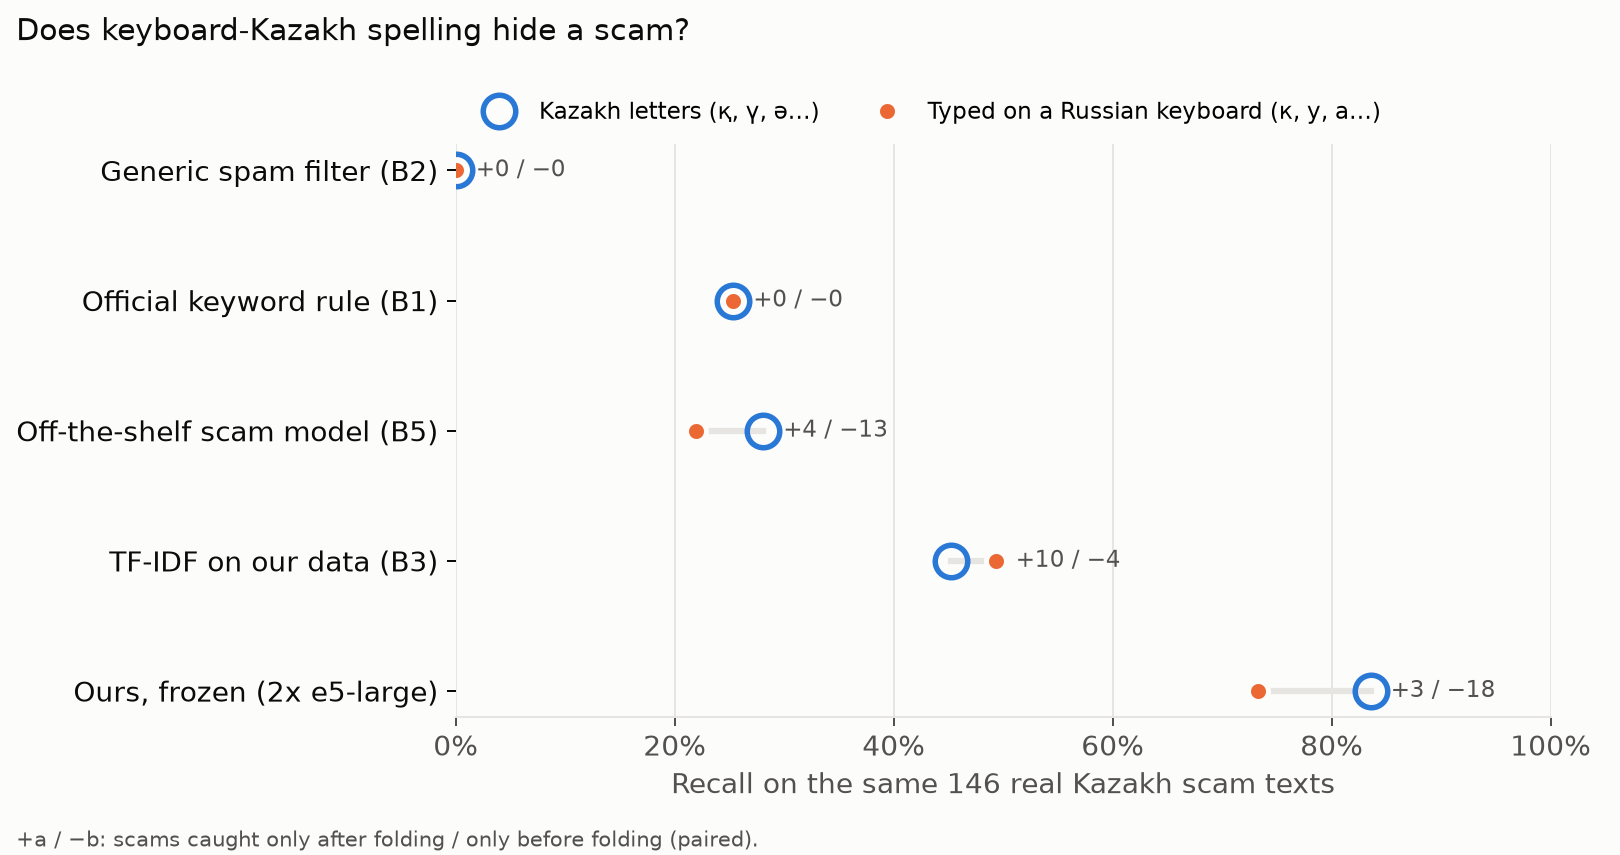 Does keyboard-Kazakh spelling hide a scam?
Kazakh letters (қ, ү, ә…)
Typed on a Russian keyboard (к, у, а…)
Generic spam filter (B2)
+0 / −0
Official keyword rule (B1)
+0 / −0
Off-the-shelf scam model (B5)
+4 / −13
TF-IDF on our data (B3)
+10 / −4
Ours, frozen (2x e5-large)
+3 / −18
0% 20% 40% 60% 80% 100%
Recall on the same 146 real Kazakh scam texts
+a / −b: scams caught only after folding / only before folding (paired).